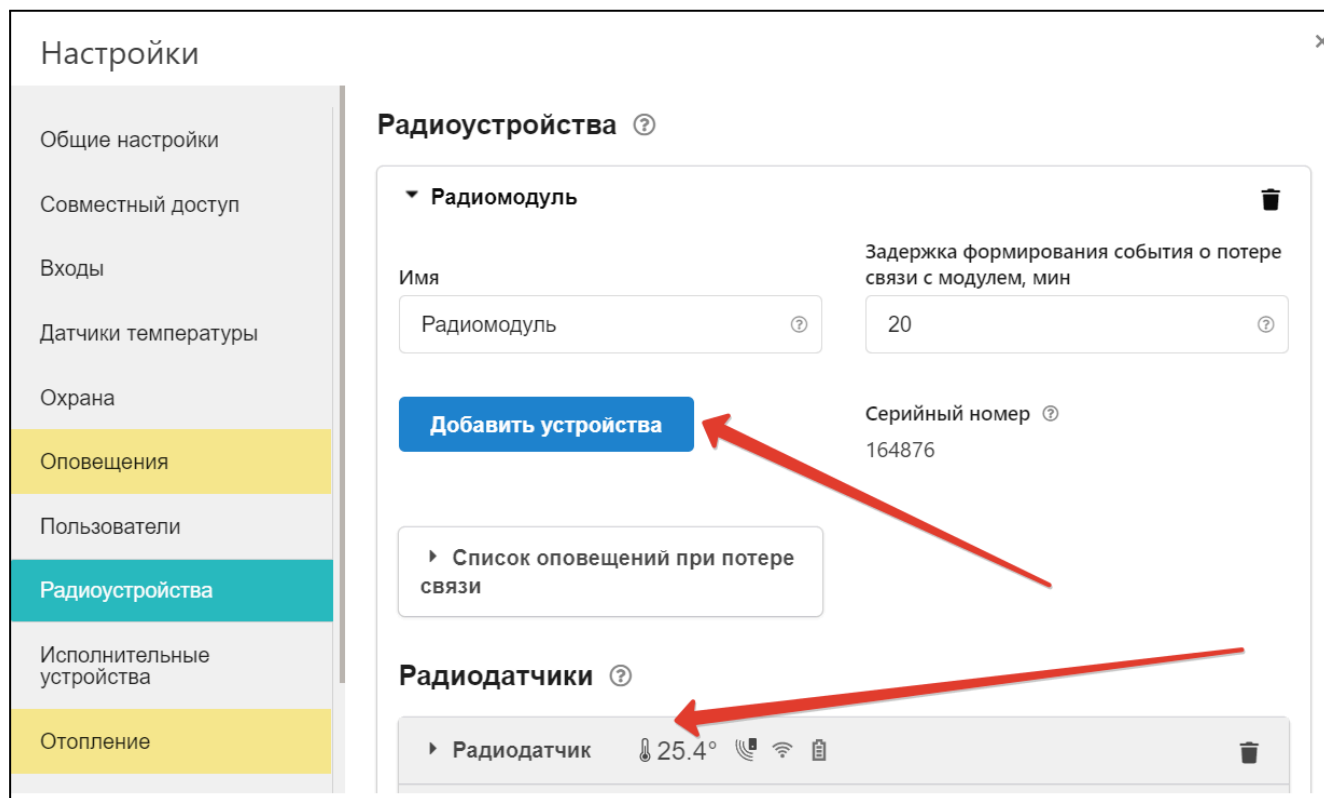 Настройки
Общие настройки
Совместный доступ
Входы
Датчики температуры
Охрана
Оповещения
Пользователи
Радиоустройства
Исполнительные
устройства
Отопление
Радиоустройства
Радиомодуль
Имя
Радиомодуль
Задержка формирования события о потере
связи с модулем, мин
20
Добавить устройства
Серийный номер
164876
Список оповещений при потере
связи
Радиодатчики
Радиодатчик 25.4°